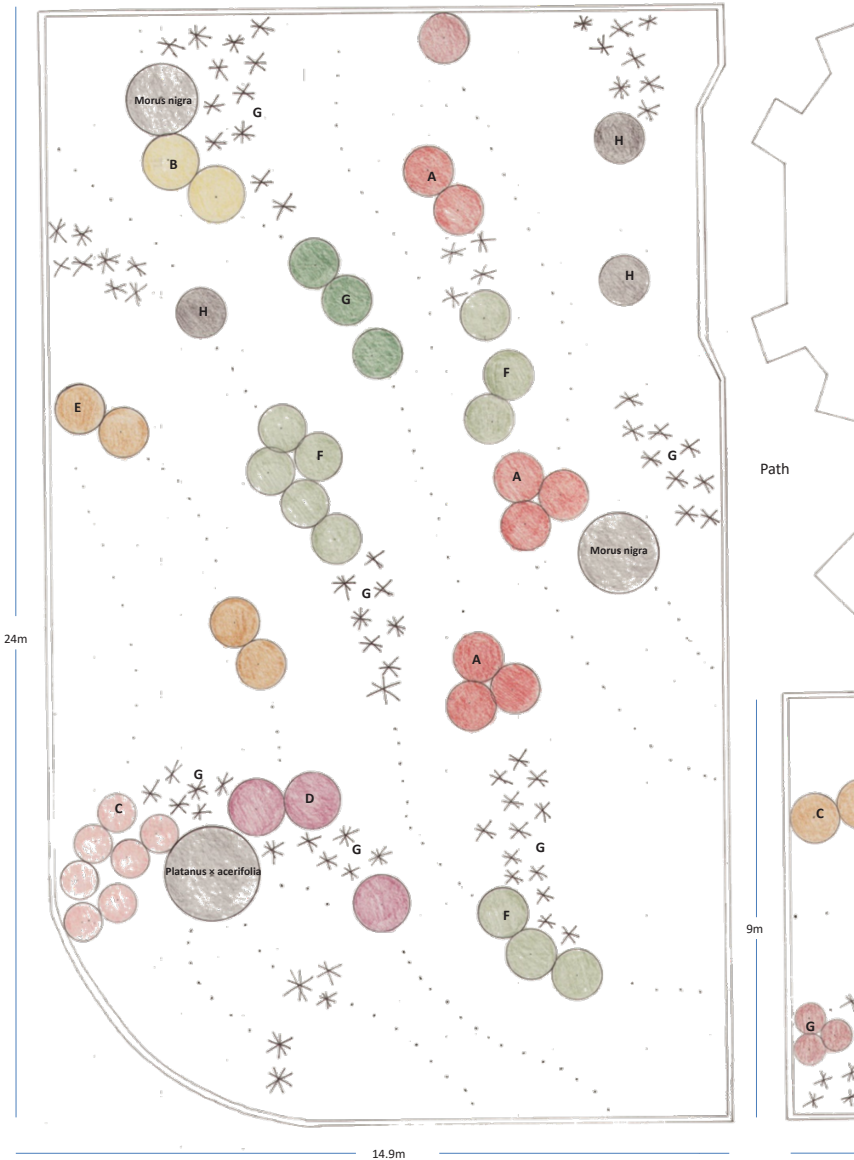 Morus nigra
G
B
A
H
H
G
H
F
E
F
A
G
Path
Morus nigra
G
24m
A
G
D
C
C
G
G
Platanus x acerifolia
F
9m
G
14.9m